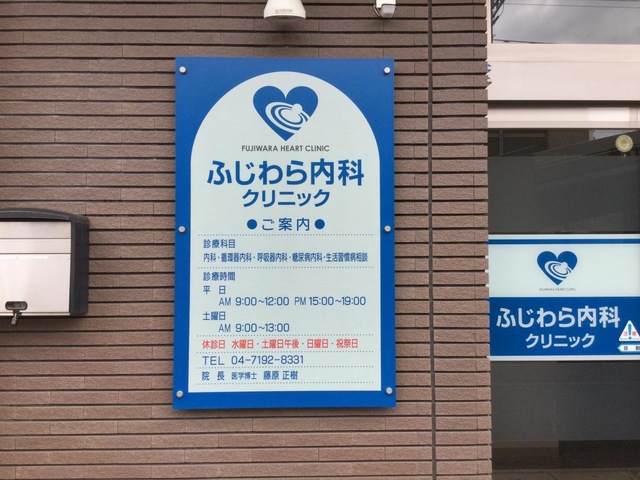 FUJIWARA HEART CLINIC
ふじわら内科
クリニック
●ご案内●
診療科目
内科・循環器内科・呼吸器内科・糖尿病内科・生活習慣病相談
診療時間
平 日
AM 9:00～12:00 PM 15:00～19:00
土曜日
AM 9:00～13:00
休診日 水曜日・土曜日午後・日曜日・祝祭日
TEL 04-7192-8331
院 長 医学博士 藤原 正樹
FUJIWARA HEART CLINIC
ふじわら内科
クリニック